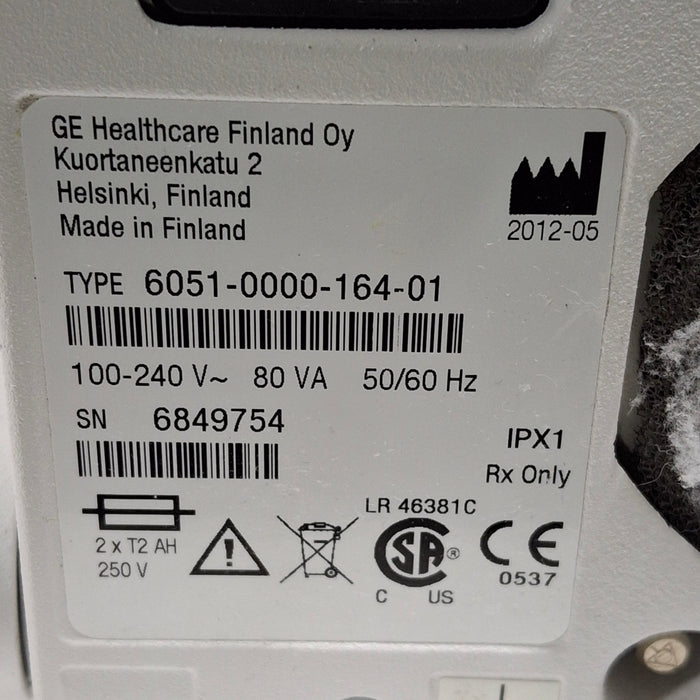 GE Healthcare Finland Oy
Kuortaneenkatu 2
Helsinki, Finland
Made in Finland
2012-05
TYPE 6051-0000-164-01
100-240 V~ 80 VA 50/60 Hz
SN 6849754
IPX1
Rx Only
LR 46381C
2 x T2 AH
250 V
CSA®
C US
CE
0537